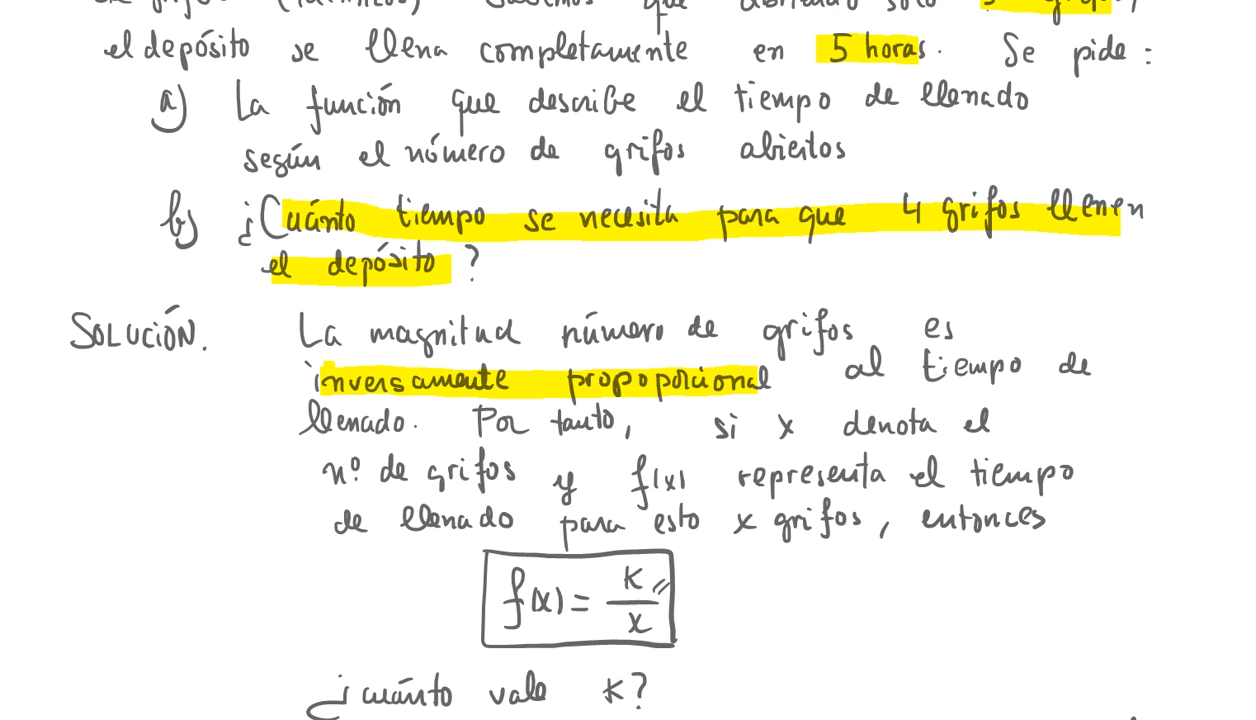 que
el depósito se llena completamente en 5 horas. Se pide:
a) La función que describe el tiempo de llenado
según el número de grifos abiertos
b) ¿Cuánto tiempo se necesita para que 4 grifos llenen
el depósito?
SOLUCIÓN. La magnitud número de grifos es
inversamente propoporcional al tiempo de
llenado. Por tanto, si x denota el
nº de grifos y f(x) representa el tiempo
de llenado para esto x grifos, entonces
f(x) = K/x
¿cuánto vale K?